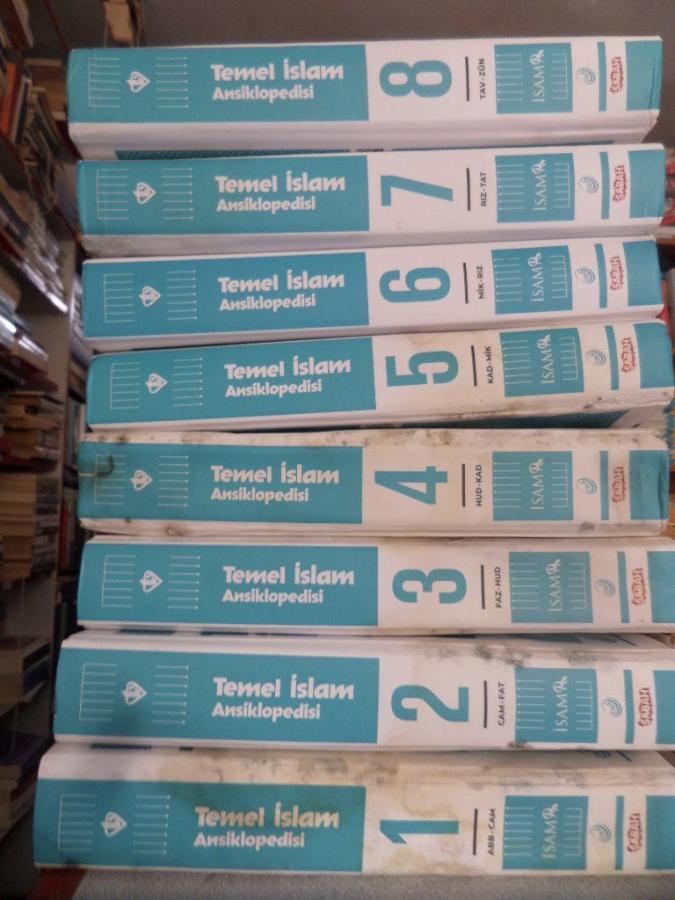 Temel İslam
Ansiklopedisi
8
TAV-ZÜN
İSAM
Temel İslam
Ansiklopedisi
7
RIZ-TAT
İSAM
Temel İslam
Ansiklopedisi
6
MİK-RIZ
İSAM
Temel İslam
Ansiklopedisi
5
KAD-MİK
İSAM
Temel İslam
Ansiklopedisi
4
HUD-KAD
İSAM
Temel İslam
Ansiklopedisi
3
FAZ-HUD
İSAM
Temel İslam
Ansiklopedisi
2
CAM-FAT
İSAM
Temel İslam
Ansiklopedisi
1
ABB-CAM
İSAM